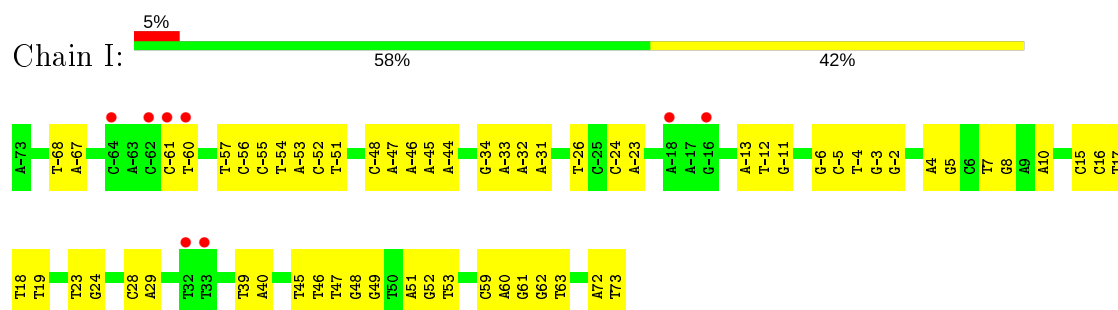 5%
Chain I:
58% 42%
A-73 T-68 A-67 C-64 A-63 C-62 C-61 T-60 T-57 C-56 C-55 T-54 A-53 C-52 T-51 C-48 A-47 A-46 A-45 A-44 G-34 A-33 A-32 A-31 T-26 C-25 C-24 A-23 A-18 A-17 G-16 A-13 T-12 G-11 G-6 C-5 T-4 G-3 G-2 A4 G5 C6 T7 G8 A9 A10 C15 C16 T17
T18 T19 T23 G24 C28 A29 T32 T33 T39 A40 T45 T46 T47 G48 G49 T50 A51 G52 T53 C59 A60 G61 G62 T63 A72 T73